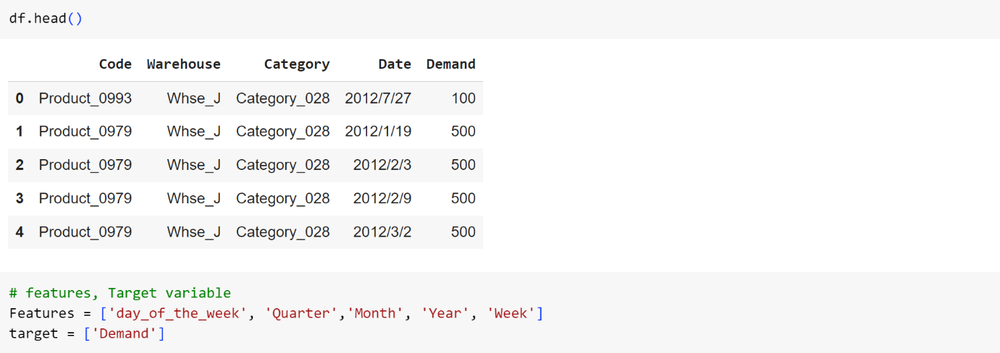 df.head()
Code Warehouse Category Date Demand
0 Product_0993 Whse_J Category_028 2012/7/27 100
1 Product_0979 Whse_J Category_028 2012/1/19 500
2 Product_0979 Whse_J Category_028 2012/2/3 500
3 Product_0979 Whse_J Category_028 2012/2/9 500
4 Product_0979 Whse_J Category_028 2012/3/2 500
# features, Target variable
Features = ['day_of_the_week', 'Quarter','Month', 'Year', 'Week']
target = ['Demand']